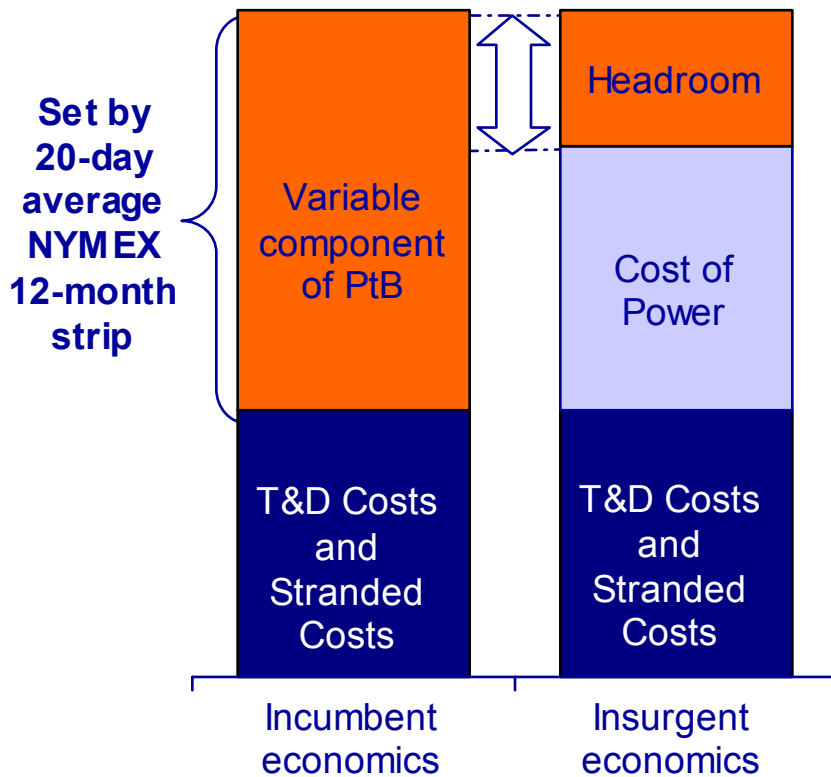 Set by
20-day
average
NYMEX
12-month
strip
Variable
component
of PtB
T&D Costs
and
Stranded
Costs
Headroom
Cost of
Power
T&D Costs
and
Stranded
Costs
Incumbent
economics
Insurgent
economics